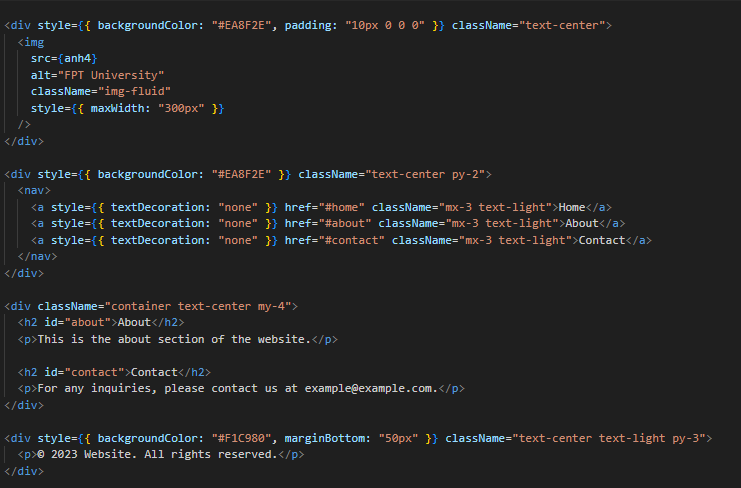 <div style={{ backgroundColor: "#EA8F2E", padding: "10px 0 0 0" }} className="text-center">
  <img
    src={anh4}
    alt="FPT University"
    className="img-fluid"
    style={{ maxWidth: "300px" }}
  />
</div>

<div style={{ backgroundColor: "#EA8F2E" }} className="text-center py-2">
  <nav>
    <a style={{ textDecoration: "none" }} href="#home" className="mx-3 text-light">Home</a>
    <a style={{ textDecoration: "none" }} href="#about" className="mx-3 text-light">About</a>
    <a style={{ textDecoration: "none" }} href="#contact" className="mx-3 text-light">Contact</a>
  </nav>
</div>

<div className="container text-center my-4">
  <h2 id="about">About</h2>
  <p>This is the about section of the website.</p>

  <h2 id="contact">Contact</h2>
  <p>For any inquiries, please contact us at example@example.com.</p>
</div>

<div style={{ backgroundColor: "#F1C980", marginBottom: "50px" }} className="text-center text-light py-3">
  <p>© 2023 Website. All rights reserved.</p>
</div>